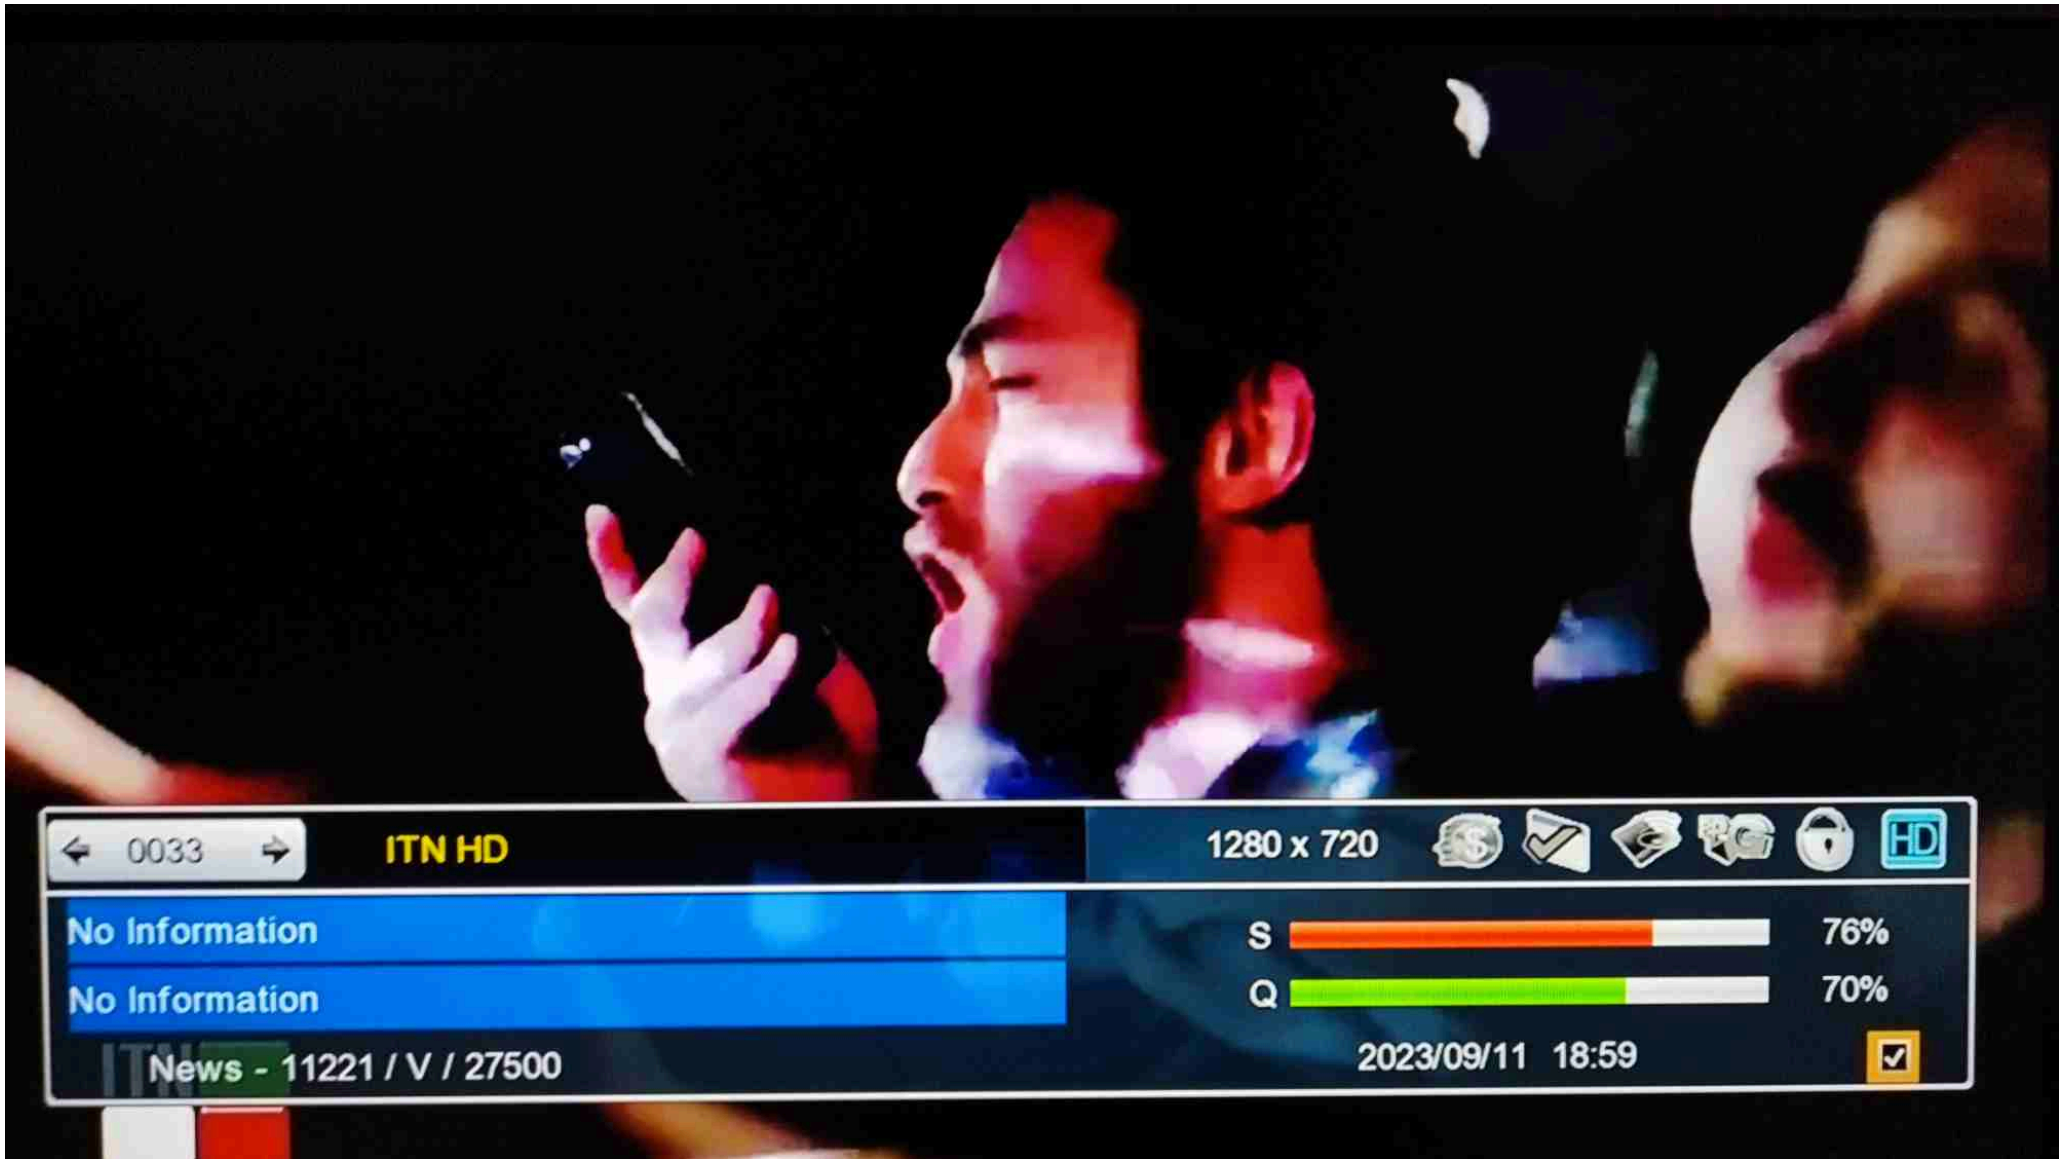 0033 ITN HD 1280 x 720 HD
No Information
S 76%
No Information
Q 70%
ITN
News - 11221 / V / 27500 2023/09/11 18:59